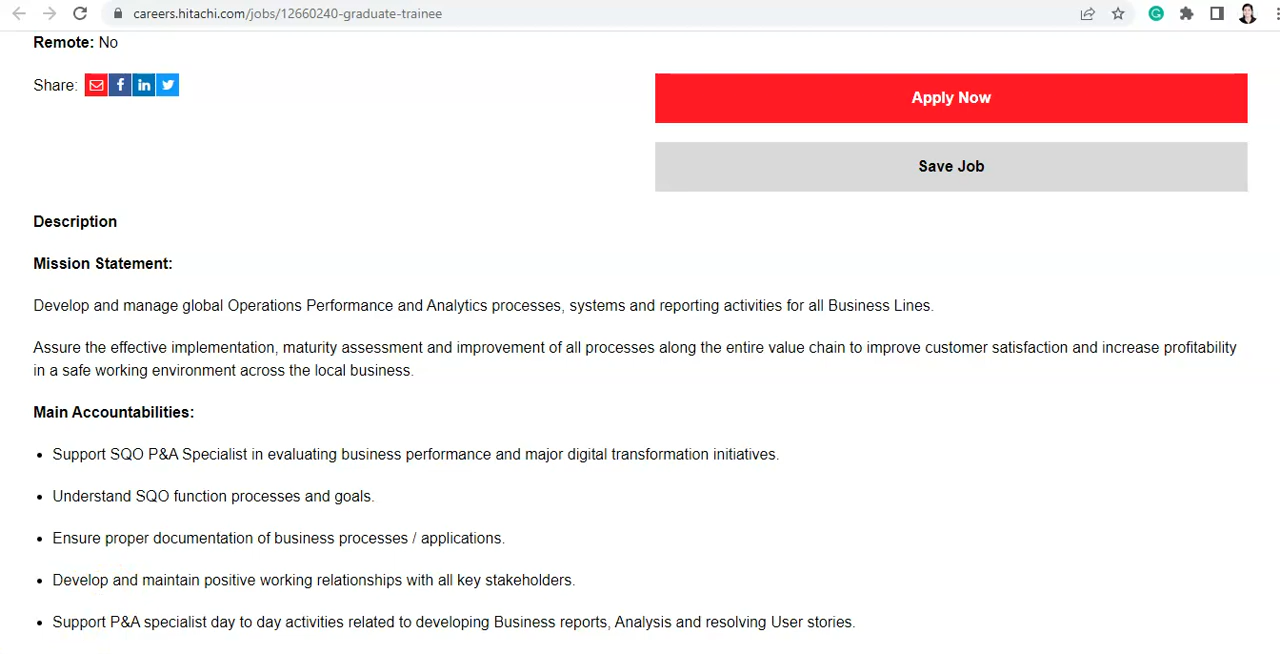 careers.hitachi.com/jobs/12660240-graduate-trainee
Remote: No
Share:
Apply Now
Save Job
Description
Mission Statement:
Develop and manage global Operations Performance and Analytics processes, systems and reporting activities for all Business Lines.
Assure the effective implementation, maturity assessment and improvement of all processes along the entire value chain to improve customer satisfaction and increase profitability
in a safe working environment across the local business.
Main Accountabilities:
• Support SQO P&A Specialist in evaluating business performance and major digital transformation initiatives.
• Understand SQO function processes and goals.
• Ensure proper documentation of business processes / applications.
• Develop and maintain positive working relationships with all key stakeholders.
• Support P&A specialist day to day activities related to developing Business reports, Analysis and resolving User stories.